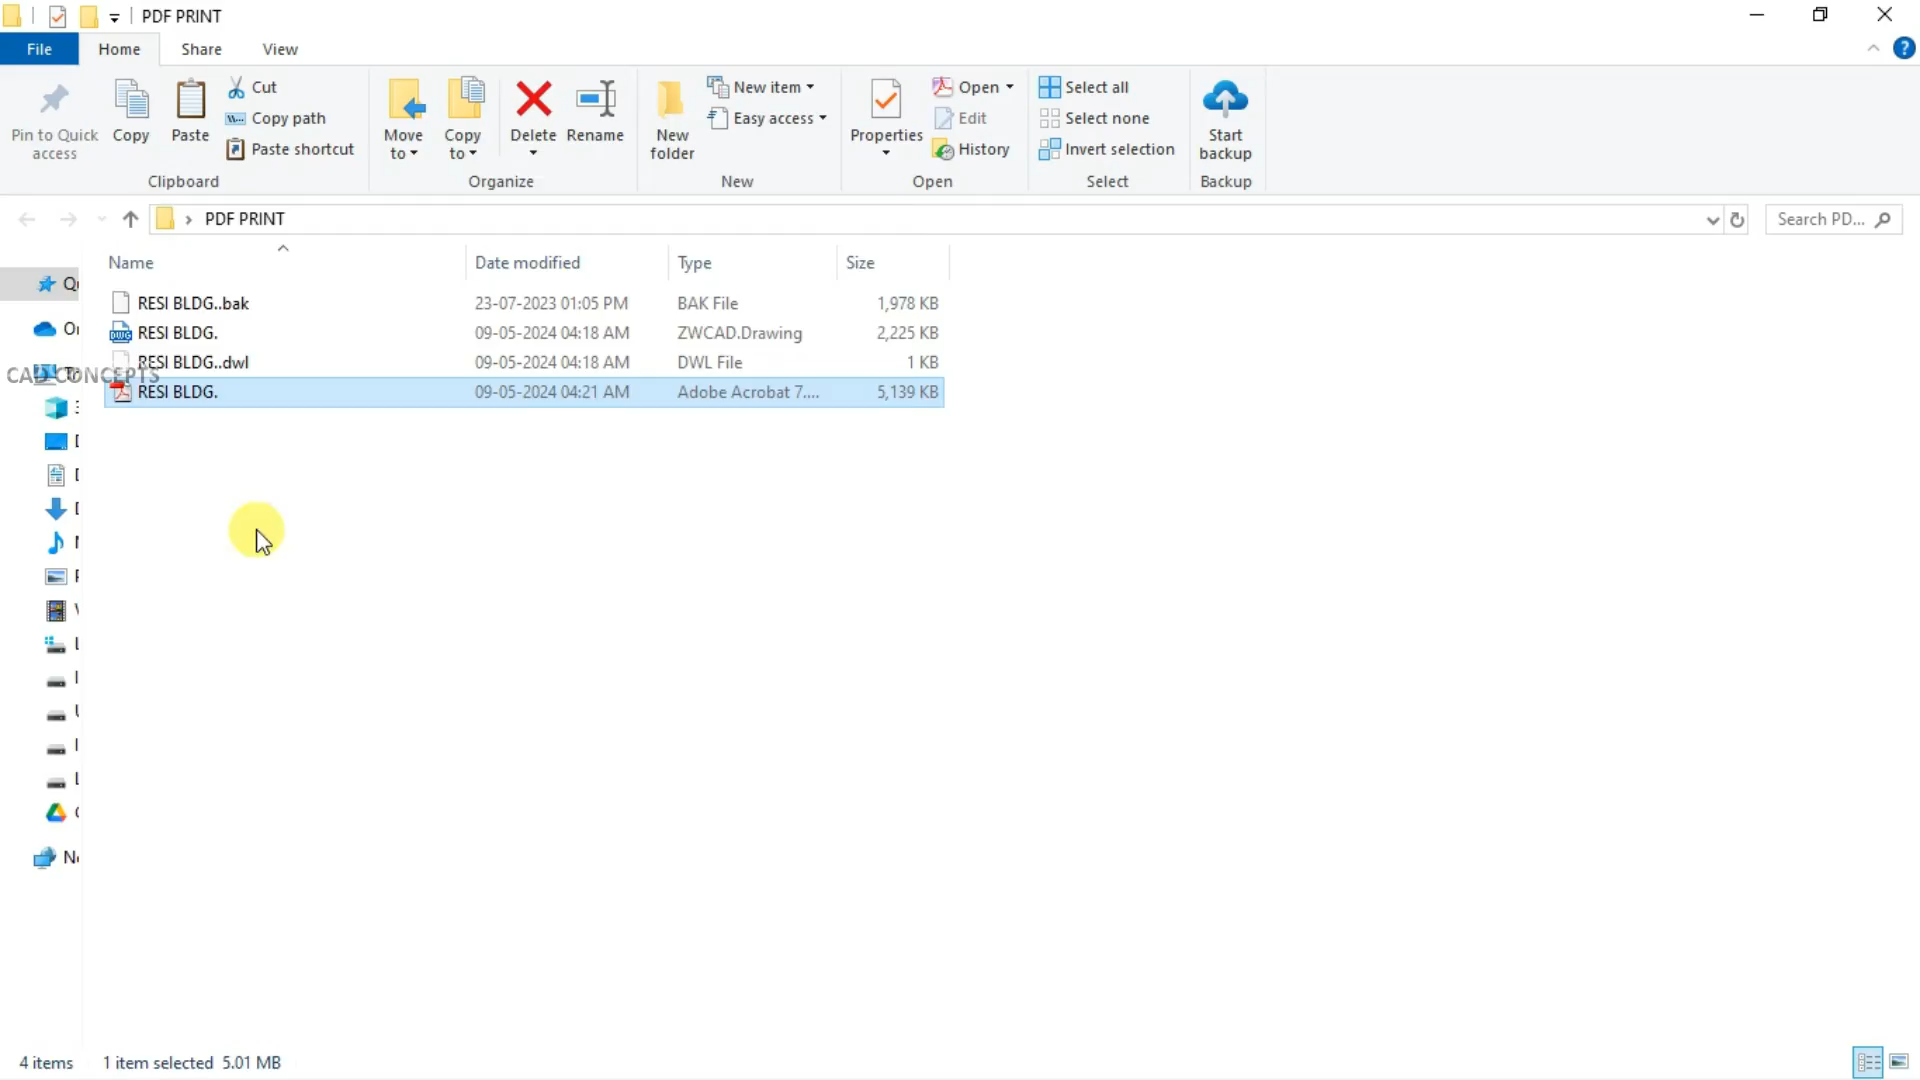 PDF PRINT
File Home Share View
Pin to Quick access
Copy
Paste
Cut
Copy path
Paste shortcut
Clipboard
Move to
Copy to
Delete
Rename
Organize
New folder
New item
Easy access
New
Properties
Open
Edit
History
Open
Select all
Select none
Invert selection
Select
Start backup
Backup
PDF PRINT
Search PD...
Name Date modified Type Size
RESI BLDG..bak 23-07-2023 01:05 PM BAK File 1,978 KB
RESI BLDG. 09-05-2024 04:18 AM ZWCAD.Drawing 2,225 KB
RESI BLDG..dwl 09-05-2024 04:18 AM DWL File 1 KB
CAD CONCEPTS
RESI BLDG. 09-05-2024 04:21 AM Adobe Acrobat 7.... 5,139 KB
4 items 1 item selected 5.01 MB